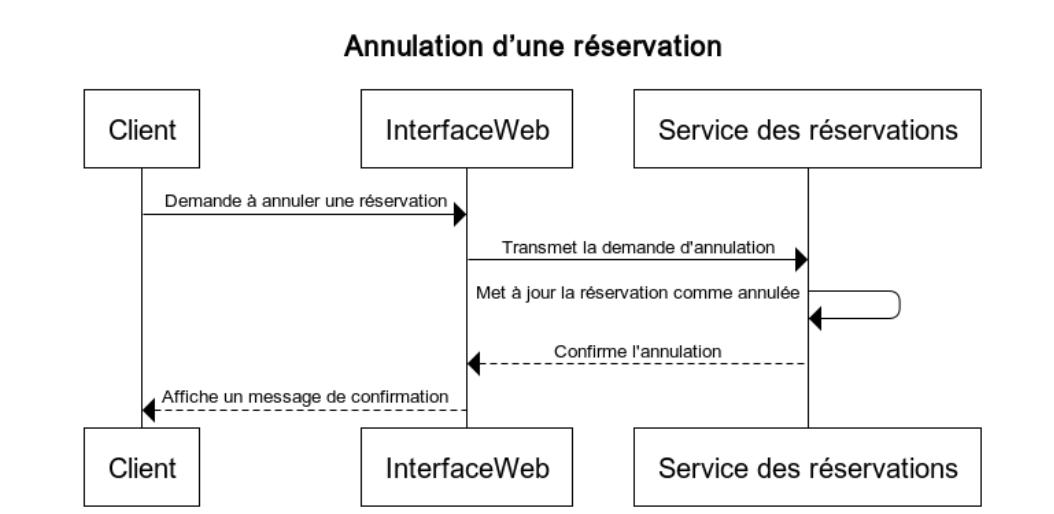 Annulation d’une réservation
Client
InterfaceWeb
Service des réservations
Demande à annuler une réservation
Transmet la demande d'annulation
Met à jour la réservation comme annulée
Confirme l'annulation
Affiche un message de confirmation
Client
InterfaceWeb
Service des réservations